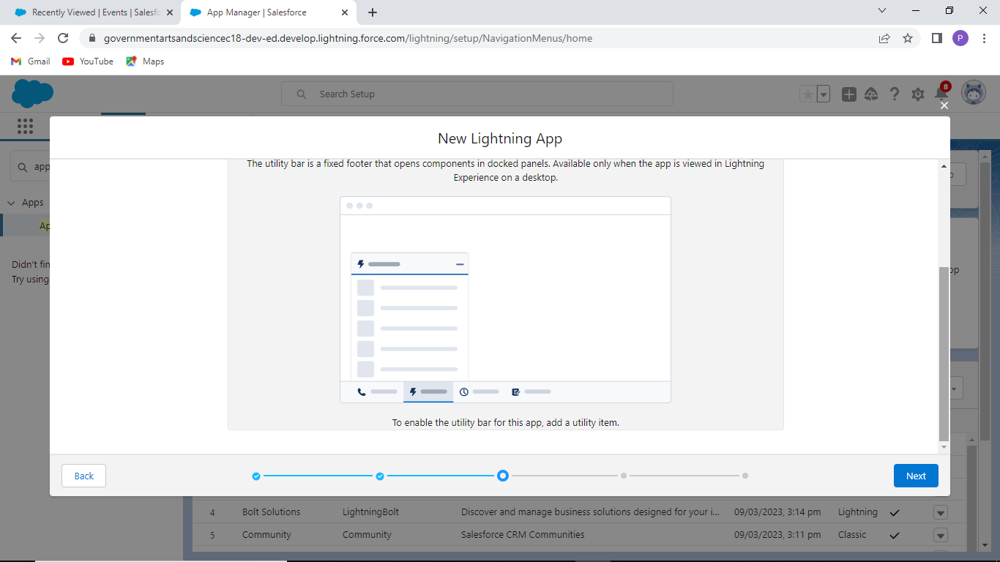 Recently Viewed | Events | Salesfc
App Manager | Salesforce
governmentartsandsciencec18-dev-ed.develop.lightning.force.com/lightning/setup/NavigationMenus/home
P
Gmail
YouTube
Maps
Search Setup
8
New Lightning App
app
The utility bar is a fixed footer that opens components in docked panels. Available only when the app is viewed in Lightning
Experience on a desktop.
Apps
Ap
Didn't fin
Try using
op
To enable the utility bar for this app, add a utility item.
Back
Next
4 Bolt Solutions LightningBolt Discover and manage business solutions designed for your i... 09/03/2023, 3:14 pm Lightning
5 Community Community Salesforce CRM Communities 09/03/2023, 3:11 pm Classic